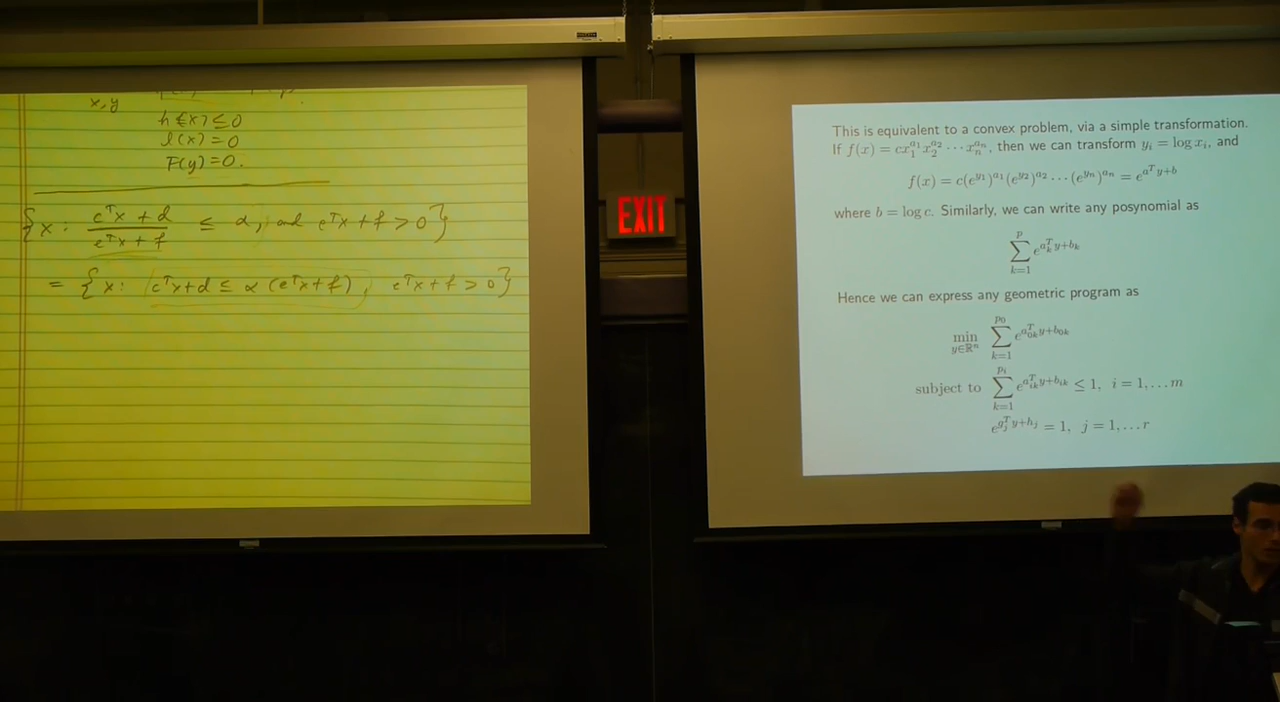 x, y
h(x) ≤ 0
l(x) = 0
F(y) = 0.
{x: (cᵀx + d)/(eᵀx + f) ≤ α, and eᵀx + f > 0}
= {x: cᵀx + d ≤ α (eᵀx + f), eᵀx + f > 0}
EXIT
This is equivalent to a convex problem, via a simple transformation.
If f(x) = cx₁^{a₁} x₂^{a₂} ⋯ xₙ^{aₙ}, then we can transform yᵢ = log xᵢ, and
f(x) = c(e^{y₁})^{a₁} (e^{y₂})^{a₂} ⋯ (e^{yₙ})^{aₙ} = e^{aᵀy+b}
where b = log c. Similarly, we can write any posynomial as
∑_{k=1}^{p} e^{aₖᵀy+bₖ}
Hence we can express any geometric program as
min_{y∈ℝⁿ} ∑_{k=1}^{p₀} e^{a₀ₖᵀy+b₀ₖ}
subject to ∑_{k=1}^{pᵢ} e^{aᵢₖᵀy+bᵢₖ} ≤ 1, i = 1, … m
e^{gⱼᵀy+hⱼ} = 1, j = 1, … r